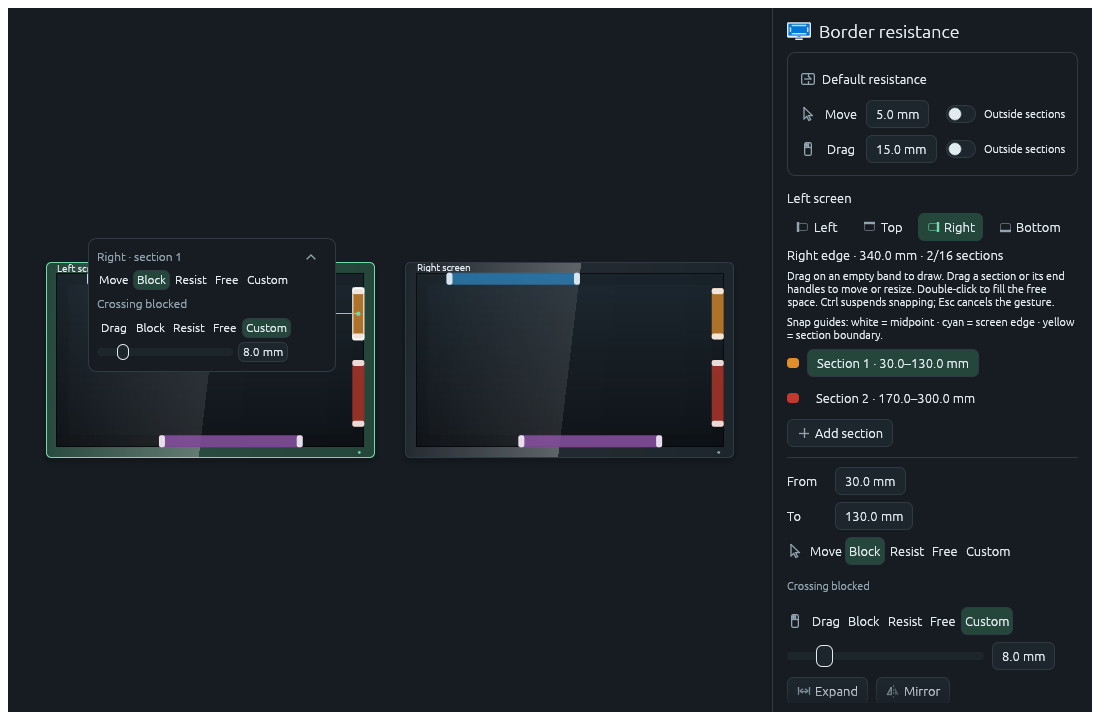 Left
Right · section 1
Move Block Resist Free Custom
Crossing blocked
Drag Block Resist Free Custom
8.0 mm
Right screen
Border resistance
Default resistance
Move 5.0 mm Outside sections
Drag 15.0 mm Outside sections
Left screen
Left Top Right Bottom
Right edge · 340.0 mm · 2/16 sections
Drag on an empty band to draw. Drag a section or its end
handles to move or resize. Double-click to fill the free
space. Ctrl suspends snapping; Esc cancels the gesture.
Snap guides: white = midpoint · cyan = screen edge · yellow
= section boundary.
Section 1 · 30.0–130.0 mm
Section 2 · 170.0–300.0 mm
+ Add section
From 30.0 mm
To 130.0 mm
Move Block Resist Free Custom
Crossing blocked
Drag Block Resist Free Custom
8.0 mm
Expand Mirror